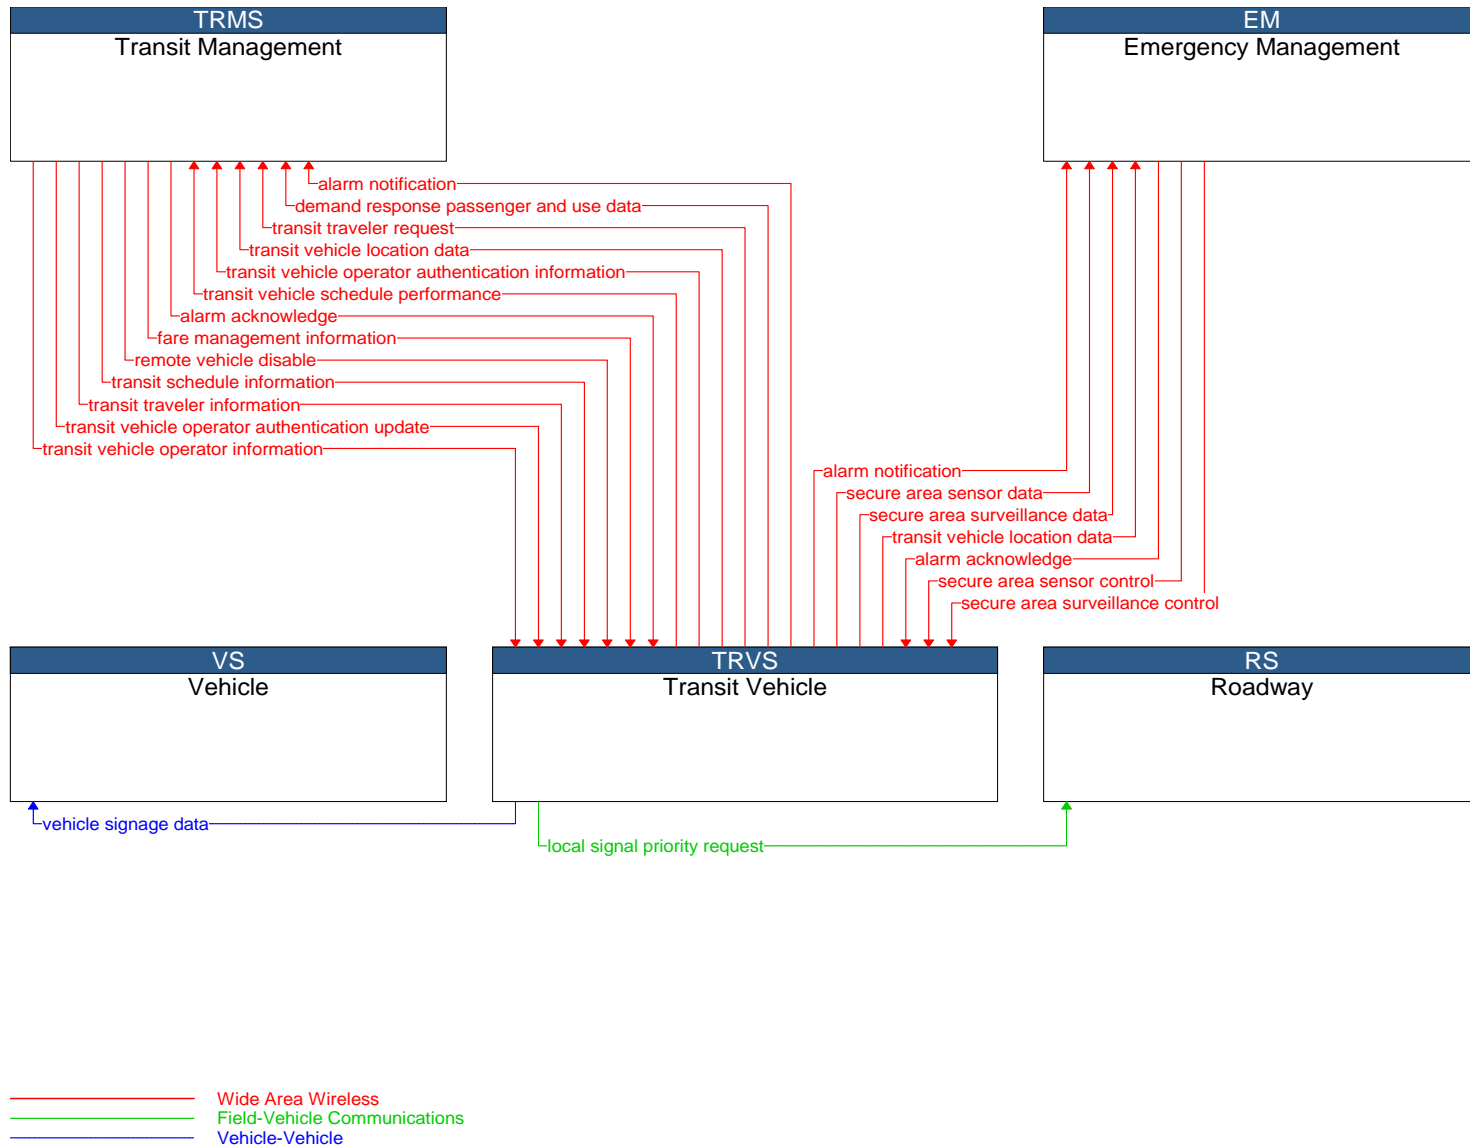 TRMS
Transit Management
EM
Emergency Management
alarm notification
demand response passenger and use data
transit traveler request
transit vehicle location data
transit vehicle operator authentication information
transit vehicle schedule performance
alarm acknowledge
fare management information
remote vehicle disable
transit schedule information
transit traveler information
transit vehicle operator authentication update
transit vehicle operator information
alarm notification
secure area sensor data
secure area surveillance data
transit vehicle location data
alarm acknowledge
secure area sensor control
secure area surveillance control
VS
Vehicle
TRVS
Transit Vehicle
RS
Roadway
vehicle signage data
local signal priority request
Wide Area Wireless
Field-Vehicle Communications
Vehicle-Vehicle